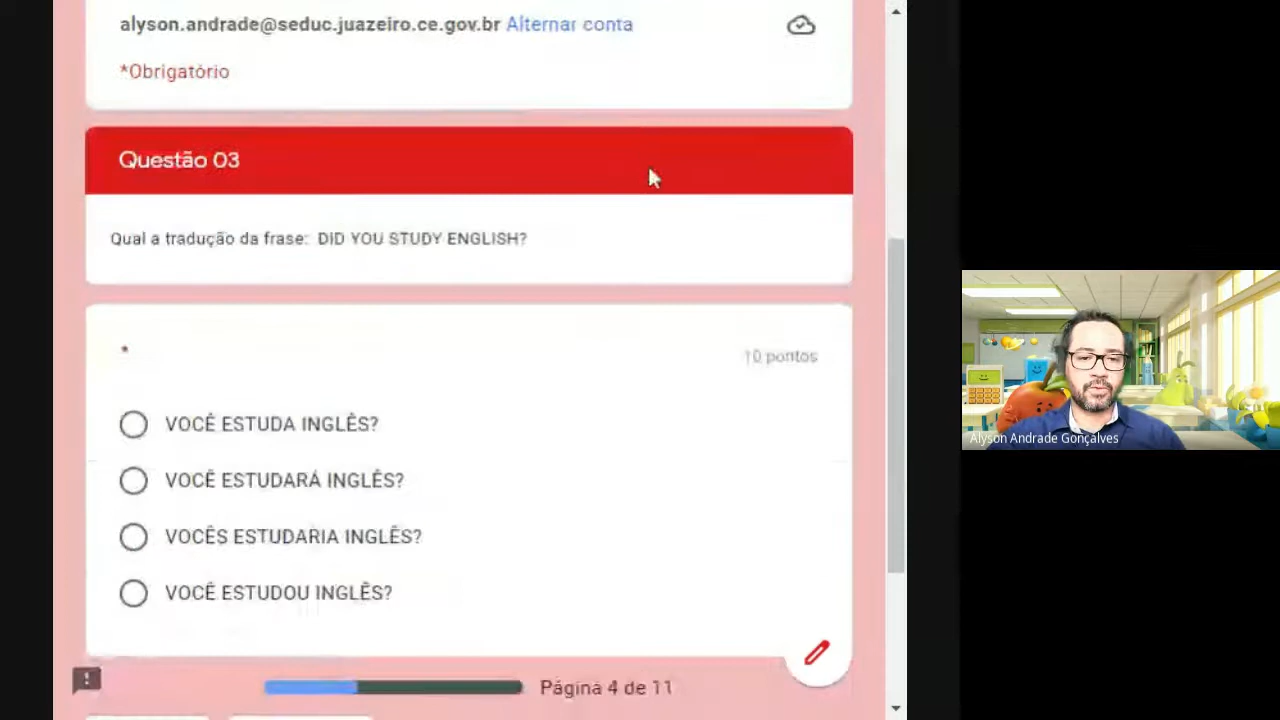 alyson.andrade@seduc.juazeiro.ce.gov.br Alternar conta
*Obrigatório
Questão 03
Qual a tradução da frase: DID YOU STUDY ENGLISH?
*
10 pontos
VOCÊ ESTUDA INGLÊS?
VOCÊ ESTUDARÁ INGLÊS?
VOCÊS ESTUDARIA INGLÊS?
VOCÊ ESTUDOU INGLÊS?
Página 4 de 11
Alyson Andrade Gonçalves